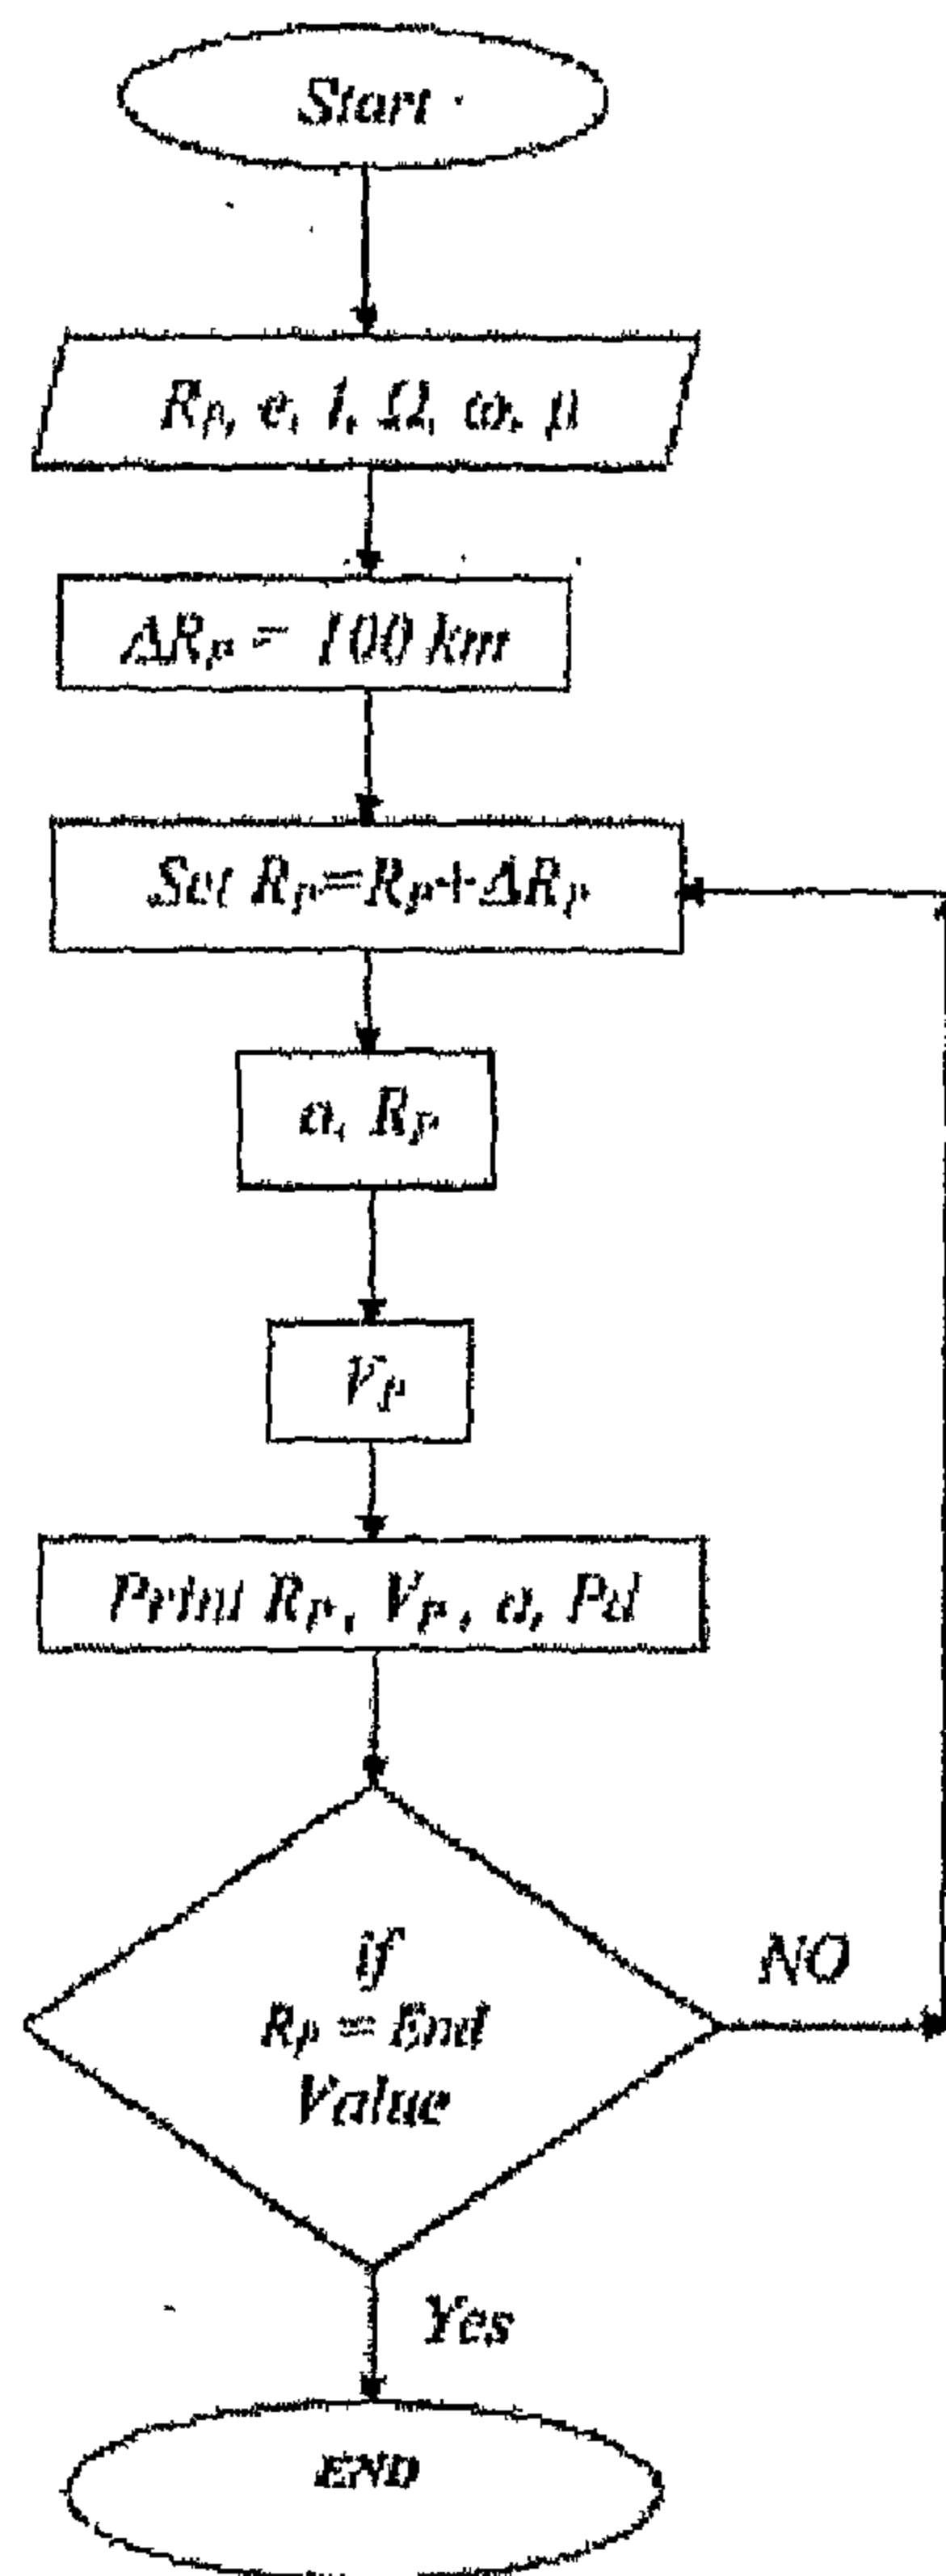 Start
Rₚ, e, I, Ω, ω, μ
ΔRₚ = 100 km
Set Rₚ=Rₚ+ΔRₚ
a, Rₚ
Vₚ
Print Rₚ, Vₚ, a, Pd
if
Rₚ = End
Value
NO
Yes
END